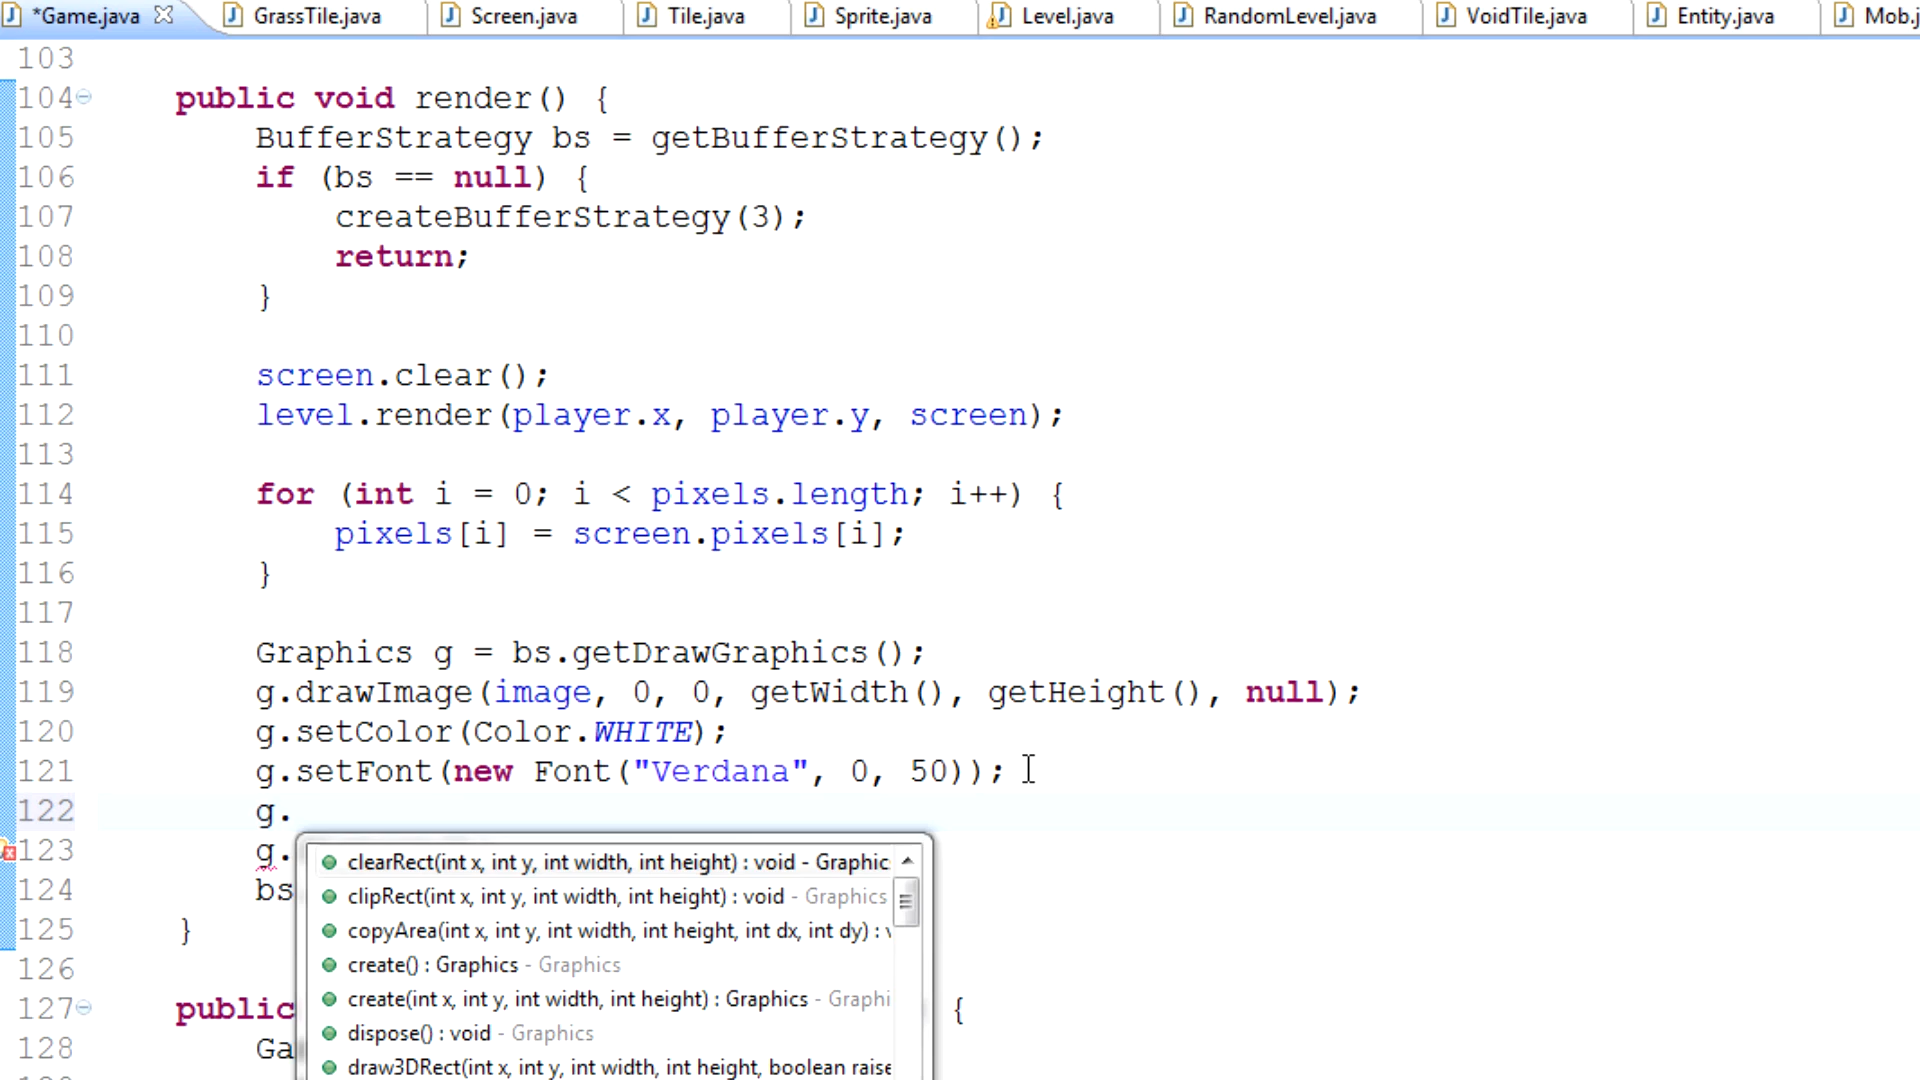 *Game.java GrassTile.java Screen.java Tile.java Sprite.java Level.java RandomLevel.java VoidTile.java Entity.java Mob.j
103
104 public void render() {
105 BufferStrategy bs = getBufferStrategy();
106 if (bs == null) {
107 createBufferStrategy(3);
108 return;
109 }
110
111 screen.clear();
112 level.render(player.x, player.y, screen);
113
114 for (int i = 0; i < pixels.length; i++) {
115 pixels[i] = screen.pixels[i];
116 }
117
118 Graphics g = bs.getDrawGraphics();
119 g.drawImage(image, 0, 0, getWidth(), getHeight(), null);
120 g.setColor(Color.WHITE);
121 g.setFont(new Font("Verdana", 0, 50));
122 g.
123 g.
clearRect(int x, int y, int width, int height) : void - Graphic
124 bs
clipRect(int x, int y, int width, int height) : void - Graphics
125 }
copyArea(int x, int y, int width, int height, int dx, int dy) :
126
create() : Graphics - Graphics
127 public {
create(int x, int y, int width, int height) : Graphics - Graphi
dispose() : void - Graphics
128 Ga
draw3DRect(int x, int y, int width, int height, boolean raise